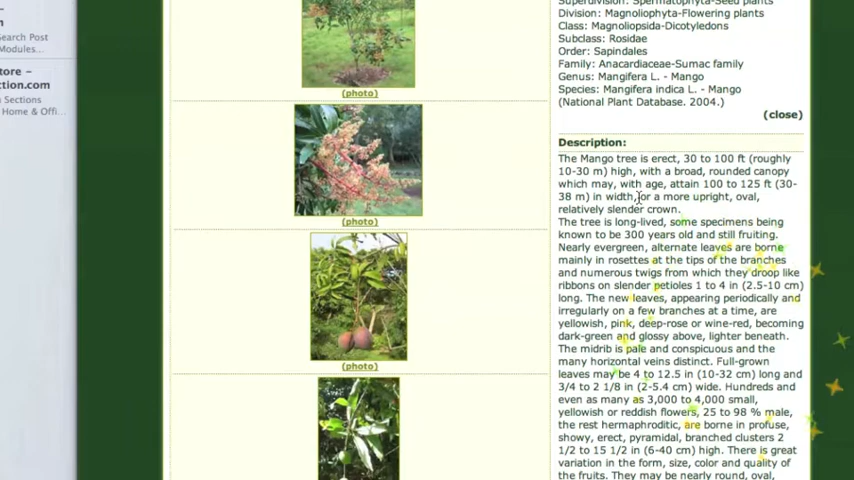 n
Search Post
Modules...
tore –
ction.com
Sections
Home & Offi...
(photo)
(photo)
(photo)
Superdivision: Spermatophyta-Seed plants
Division: Magnoliophyta-Flowering plants
Class: Magnoliopsida-Dicotyledons
Subclass: Rosidae
Order: Sapindales
Family: Anacardiaceae-Sumac family
Genus: Mangifera L. - Mango
Species: Mangifera indica L. - Mango
(National Plant Database. 2004.)
(close)
Description:
The Mango tree is erect, 30 to 100 ft (roughly
10-30 m) high, with a broad, rounded canopy
which may, with age, attain 100 to 125 ft (30-
38 m) in width, or a more upright, oval,
relatively slender crown.
The tree is long-lived, some specimens being
known to be 300 years old and still fruiting.
Nearly evergreen, alternate leaves are borne
mainly in rosettes at the tips of the branches
and numerous twigs from which they droop like
ribbons on slender petioles 1 to 4 in (2.5-10 cm)
long. The new leaves, appearing periodically and
irregularly on a few branches at a time, are
yellowish, pink, deep-rose or wine-red, becoming
dark-green and glossy above, lighter beneath.
The midrib is pale and conspicuous and the
many horizontal veins distinct. Full-grown
leaves may be 4 to 12.5 in (10-32 cm) long and
3/4 to 2 1/8 in (2-5.4 cm) wide. Hundreds and
even as many as 3,000 to 4,000 small,
yellowish or reddish flowers, 25 to 98 % male,
the rest hermaphroditic, are borne in profuse,
showy, erect, pyramidal, branched clusters 2
1/2 to 15 1/2 in (6-40 cm) high. There is great
variation in the form, size, color and quality of
the fruits. They may be nearly round, oval,